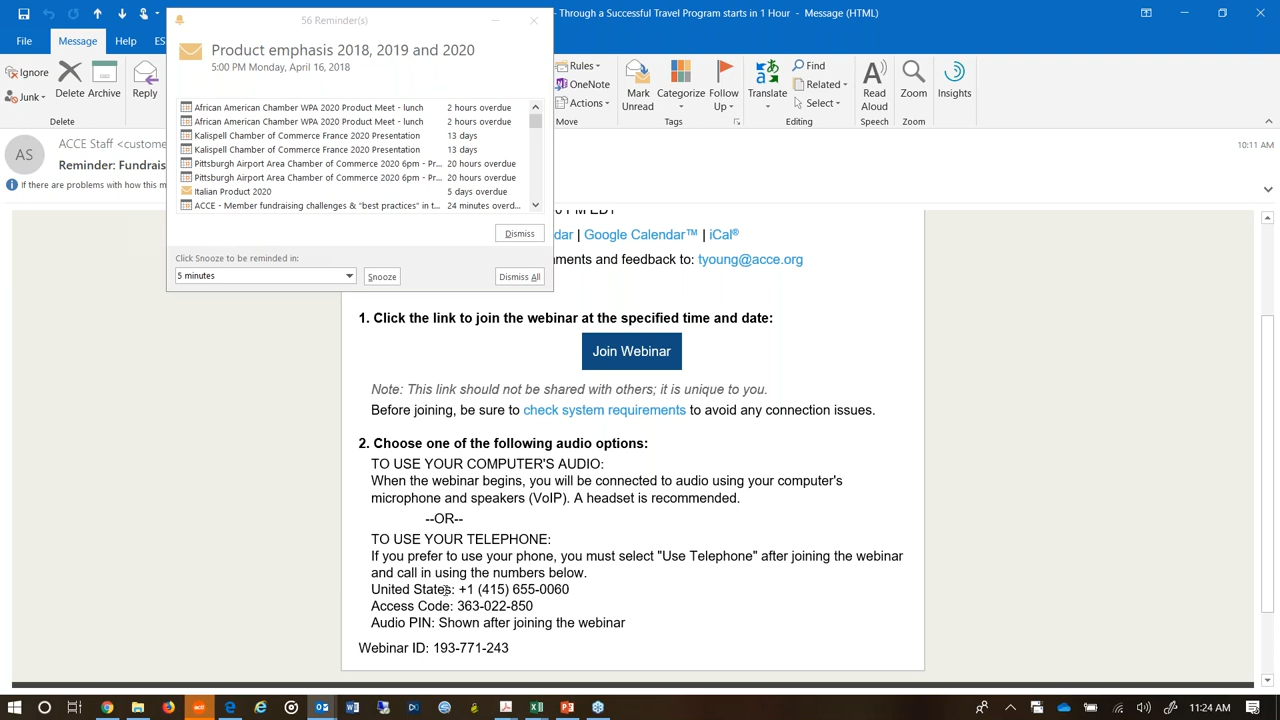 56 Reminder(s)
Through a Successful Travel Program starts in 1 Hour - Message (HTML)
File
Message
Help
Product emphasis 2018, 2019 and 2020
5:00 PM Monday, April 16, 2018
African American Chamber WPA 2020 Product Meet - lunch 2 hours overdue
African American Chamber WPA 2020 Product Meet - lunch 2 hours overdue
Kalispell Chamber of Commerce France 2020 Presentation 13 days
Kalispell Chamber of Commerce France 2020 Presentation 13 days
Pittsburgh Airport Area Chamber of Commerce 2020 6pm - Pr... 20 hours overdue
Pittsburgh Airport Area Chamber of Commerce 2020 6pm - Pr... 20 hours overdue
Italian Product 2020 5 days overdue
ACCE - Member fundraising challenges & "best practices" in t... 24 minutes overd...
Dismiss
Click Snooze to be reminded in:
5 minutes
Snooze
Dismiss All
Ignore
Junk
Delete
Archive
Reply
Delete
Rules
OneNote
Actions
Move
Mark Unread
Categorize
Follow Up
Tags
Translate
Find
Related
Select
Editing
Read Aloud
Speech
Zoom
Zoom
Insights
AS
ACCE Staff <custome
10:11 AM
Reminder: Fundrais
If there are problems with how this m
dar | Google Calendar™ | iCal®
ments and feedback to: tyoung@acce.org
1. Click the link to join the webinar at the specified time and date:
Join Webinar
Note: This link should not be shared with others; it is unique to you.
Before joining, be sure to check system requirements to avoid any connection issues.
2. Choose one of the following audio options:
TO USE YOUR COMPUTER'S AUDIO:
When the webinar begins, you will be connected to audio using your computer's
microphone and speakers (VoIP). A headset is recommended.
--OR--
TO USE YOUR TELEPHONE:
If you prefer to use your phone, you must select "Use Telephone" after joining the webinar
and call in using the numbers below.
United States: +1 (415) 655-0060
Access Code: 363-022-850
Audio PIN: Shown after joining the webinar
Webinar ID: 193-771-243
11:24 AM